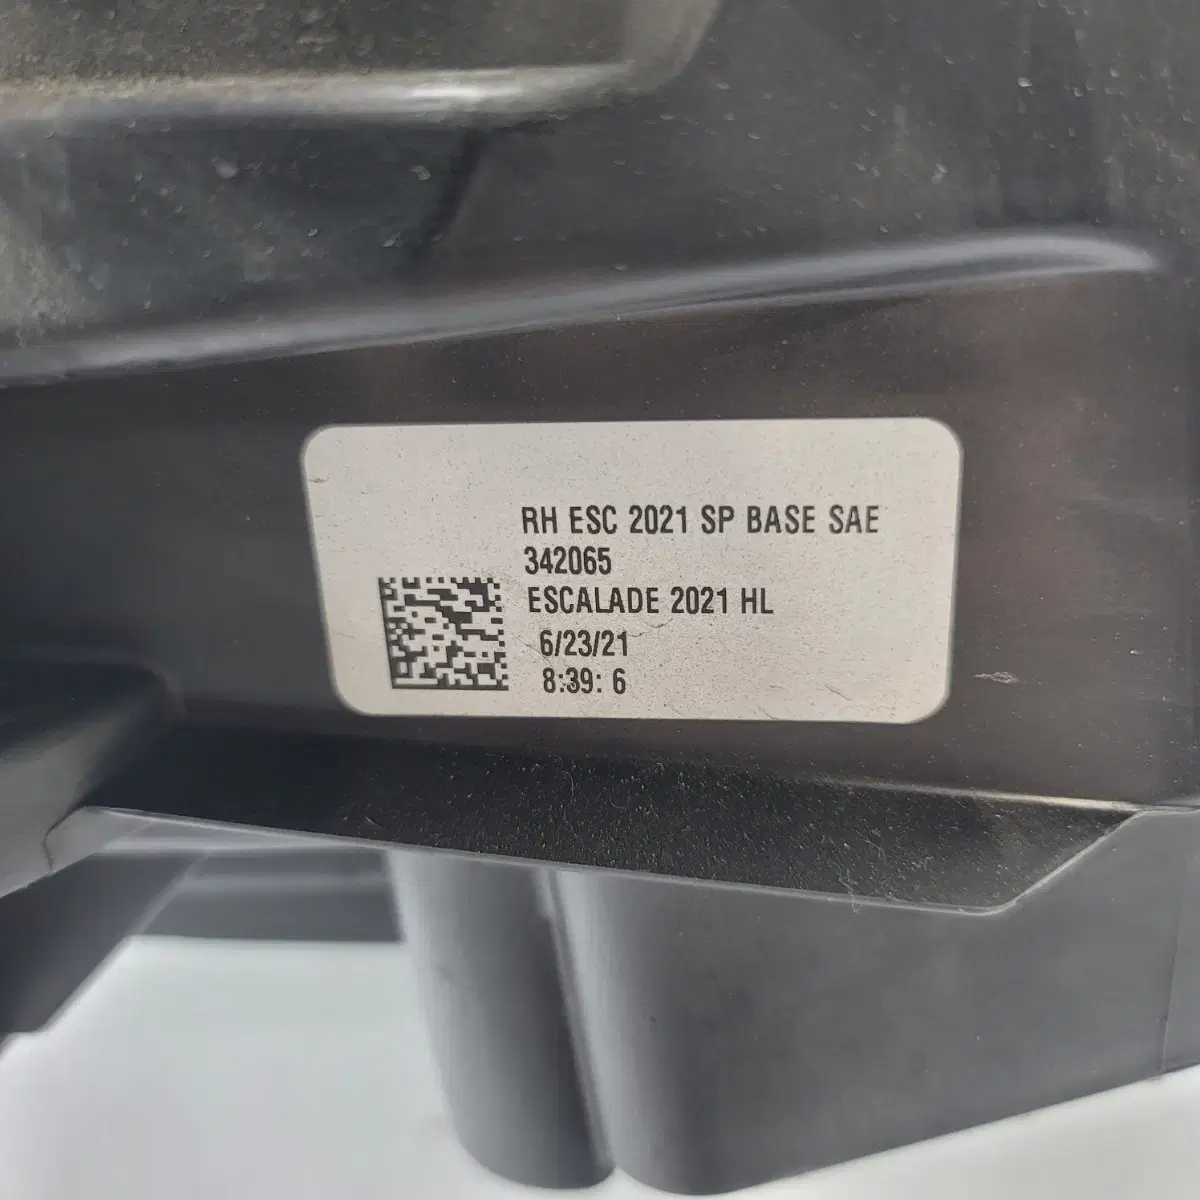 RH ESC 2021 SP BASE SAE
342065
ESCALADE 2021 HL
6/23/21
8:39: 6